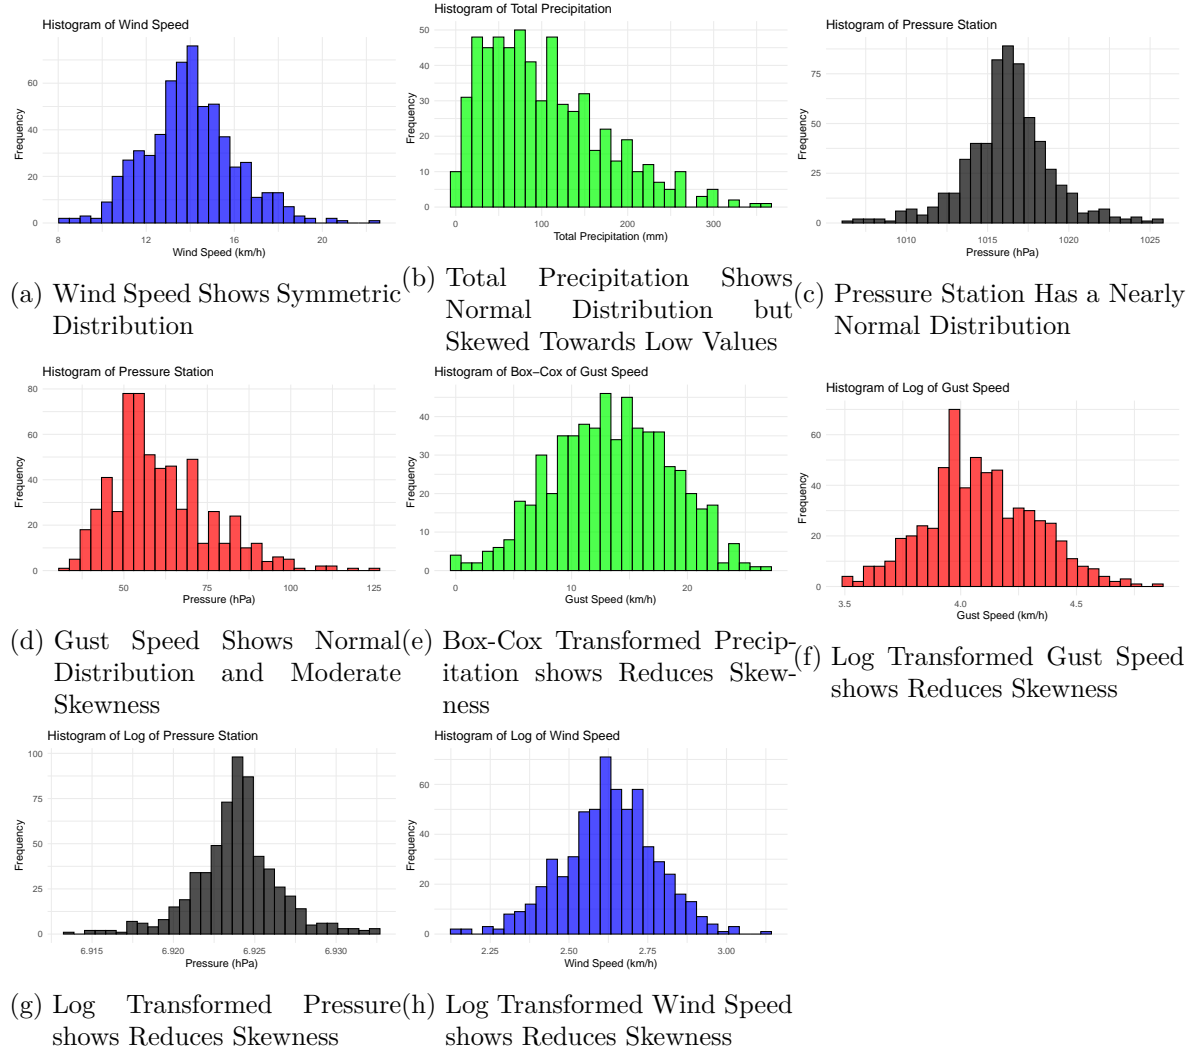 Histogram of Wind Speed
Frequency
60
40
20
0
8 12 16 20
Wind Speed (km/h)
(a) Wind Speed Shows Symmetric
Distribution
Histogram of Total Precipitation
Frequency
50
40
30
20
10
0
0 100 200 300
Total Precipitation (mm)
(b) Total Precipitation Shows
Normal Distribution but
Skewed Towards Low Values
Histogram of Pressure Station
Frequency
75
50
25
0
1010 1015 1020 1025
Pressure (hPa)
(c) Pressure Station Has a Nearly
Normal Distribution
Histogram of Pressure Station
Frequency
80
60
40
20
0
50 75 100 125
Pressure (hPa)
(d) Gust Speed Shows Normal
Distribution and Moderate
Skewness
Histogram of Box−Cox of Gust Speed
Frequency
40
30
20
10
0
0 10 20
Gust Speed (km/h)
(e) Box-Cox Transformed Precip-
itation shows Reduces Skew-
ness
Histogram of Log of Gust Speed
Frequency
60
40
20
0
3.5 4.0 4.5
Gust Speed (km/h)
(f) Log Transformed Gust Speed
shows Reduces Skewness
Histogram of Log of Pressure Station
Frequency
100
75
50
25
0
6.915 6.920 6.925 6.930
Pressure (hPa)
(g) Log Transformed Pressure
shows Reduces Skewness
Histogram of Log of Wind Speed
Frequency
60
40
20
0
2.25 2.50 2.75 3.00
Wind Speed (km/h)
(h) Log Transformed Wind Speed
shows Reduces Skewness